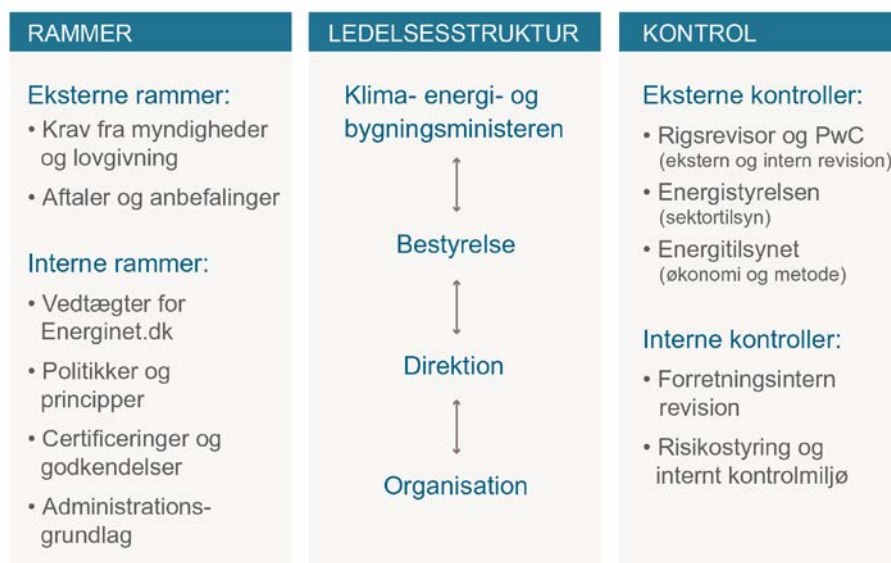 RAMMER
Eksterne rammer:
• Krav fra myndigheder
og lovgivning
• Aftaler og anbefalinger
Interne rammer:
• Vedtægter for
Energinet.dk
• Politikker og
principper
• Certificeringer og
godkendelser
• Administrations-
grundlag
LEDELSESSTRUKTUR
Klima- energi- og
bygningsministeren
Bestyrelse
Direktion
Organisation
KONTROL
Eksterne kontroller:
• Rigsrevisor og PwC
(ekstern og intern revision)
• Energistyrelsen
(sektortilsyn)
• Energitilsynet
(økonomi og metode)
Interne kontroller:
• Forretningsintern
revision
• Risikostyring og
internt kontrolmiljø